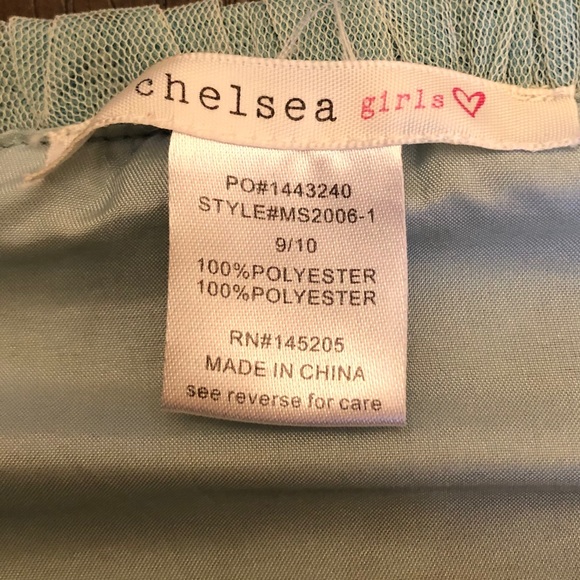 chelsea girls♡
PO#1443240
STYLE#MS2006-1
9/10
100%POLYESTER
100%POLYESTER
RN#145205
MADE IN CHINA
see reverse for care